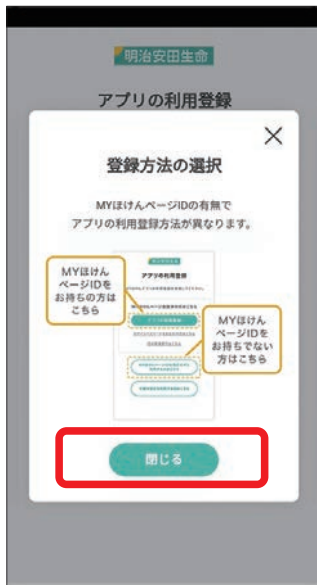 明治安田生命
アプリの利用登録
登録方法の選択
MYほけんページIDの有無で
アプリの利用登録方法が異なります。
MYほけん
ページIDを
お持ちの方は
こちら
アプリの利用登録
MYほけん
ページIDを
お持ちでない
方はこちら
閉じる